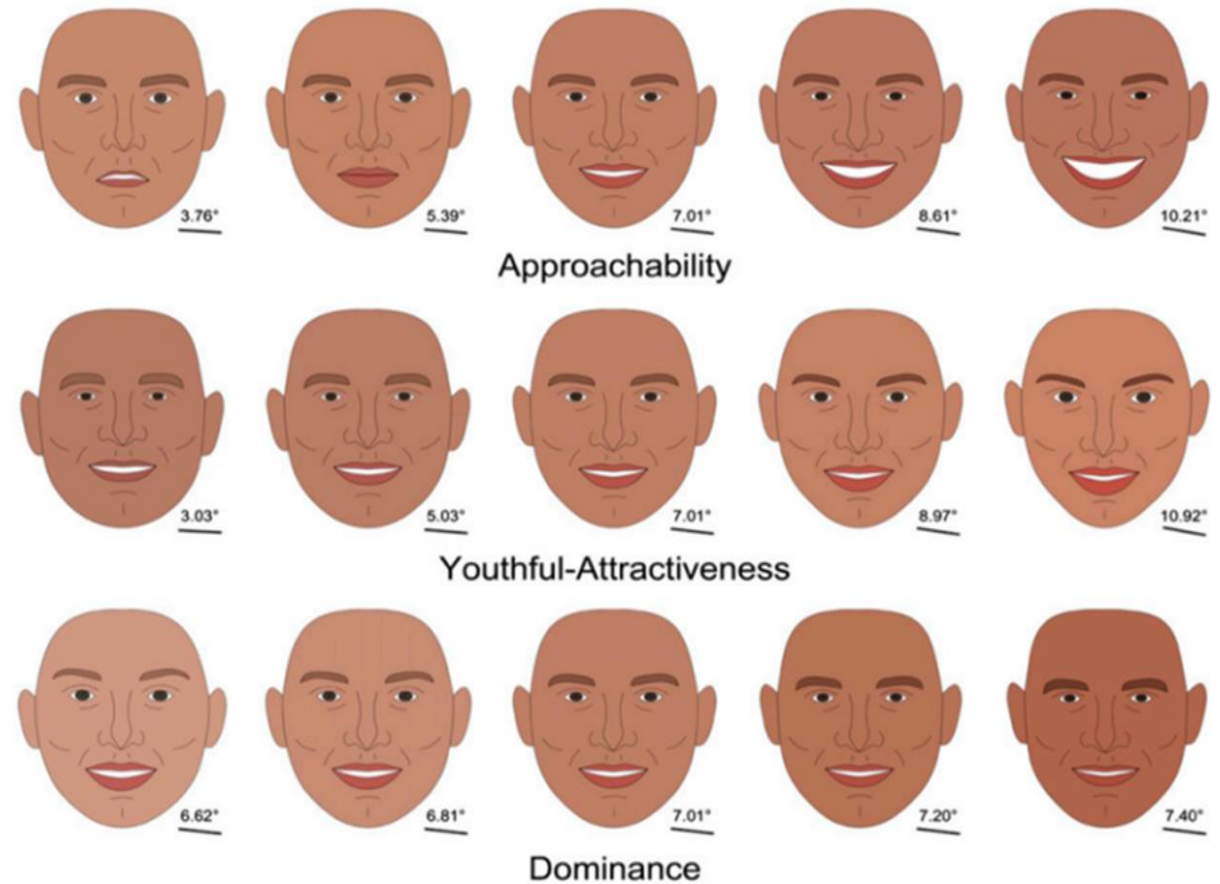 3.76° 5.39° 7.01° 8.61° 10.21°
Approachability
3.03° 5.03° 7.01° 8.97° 10.92°
Youthful-Attractiveness
6.62° 6.81° 7.01° 7.20° 7.40°
Dominance